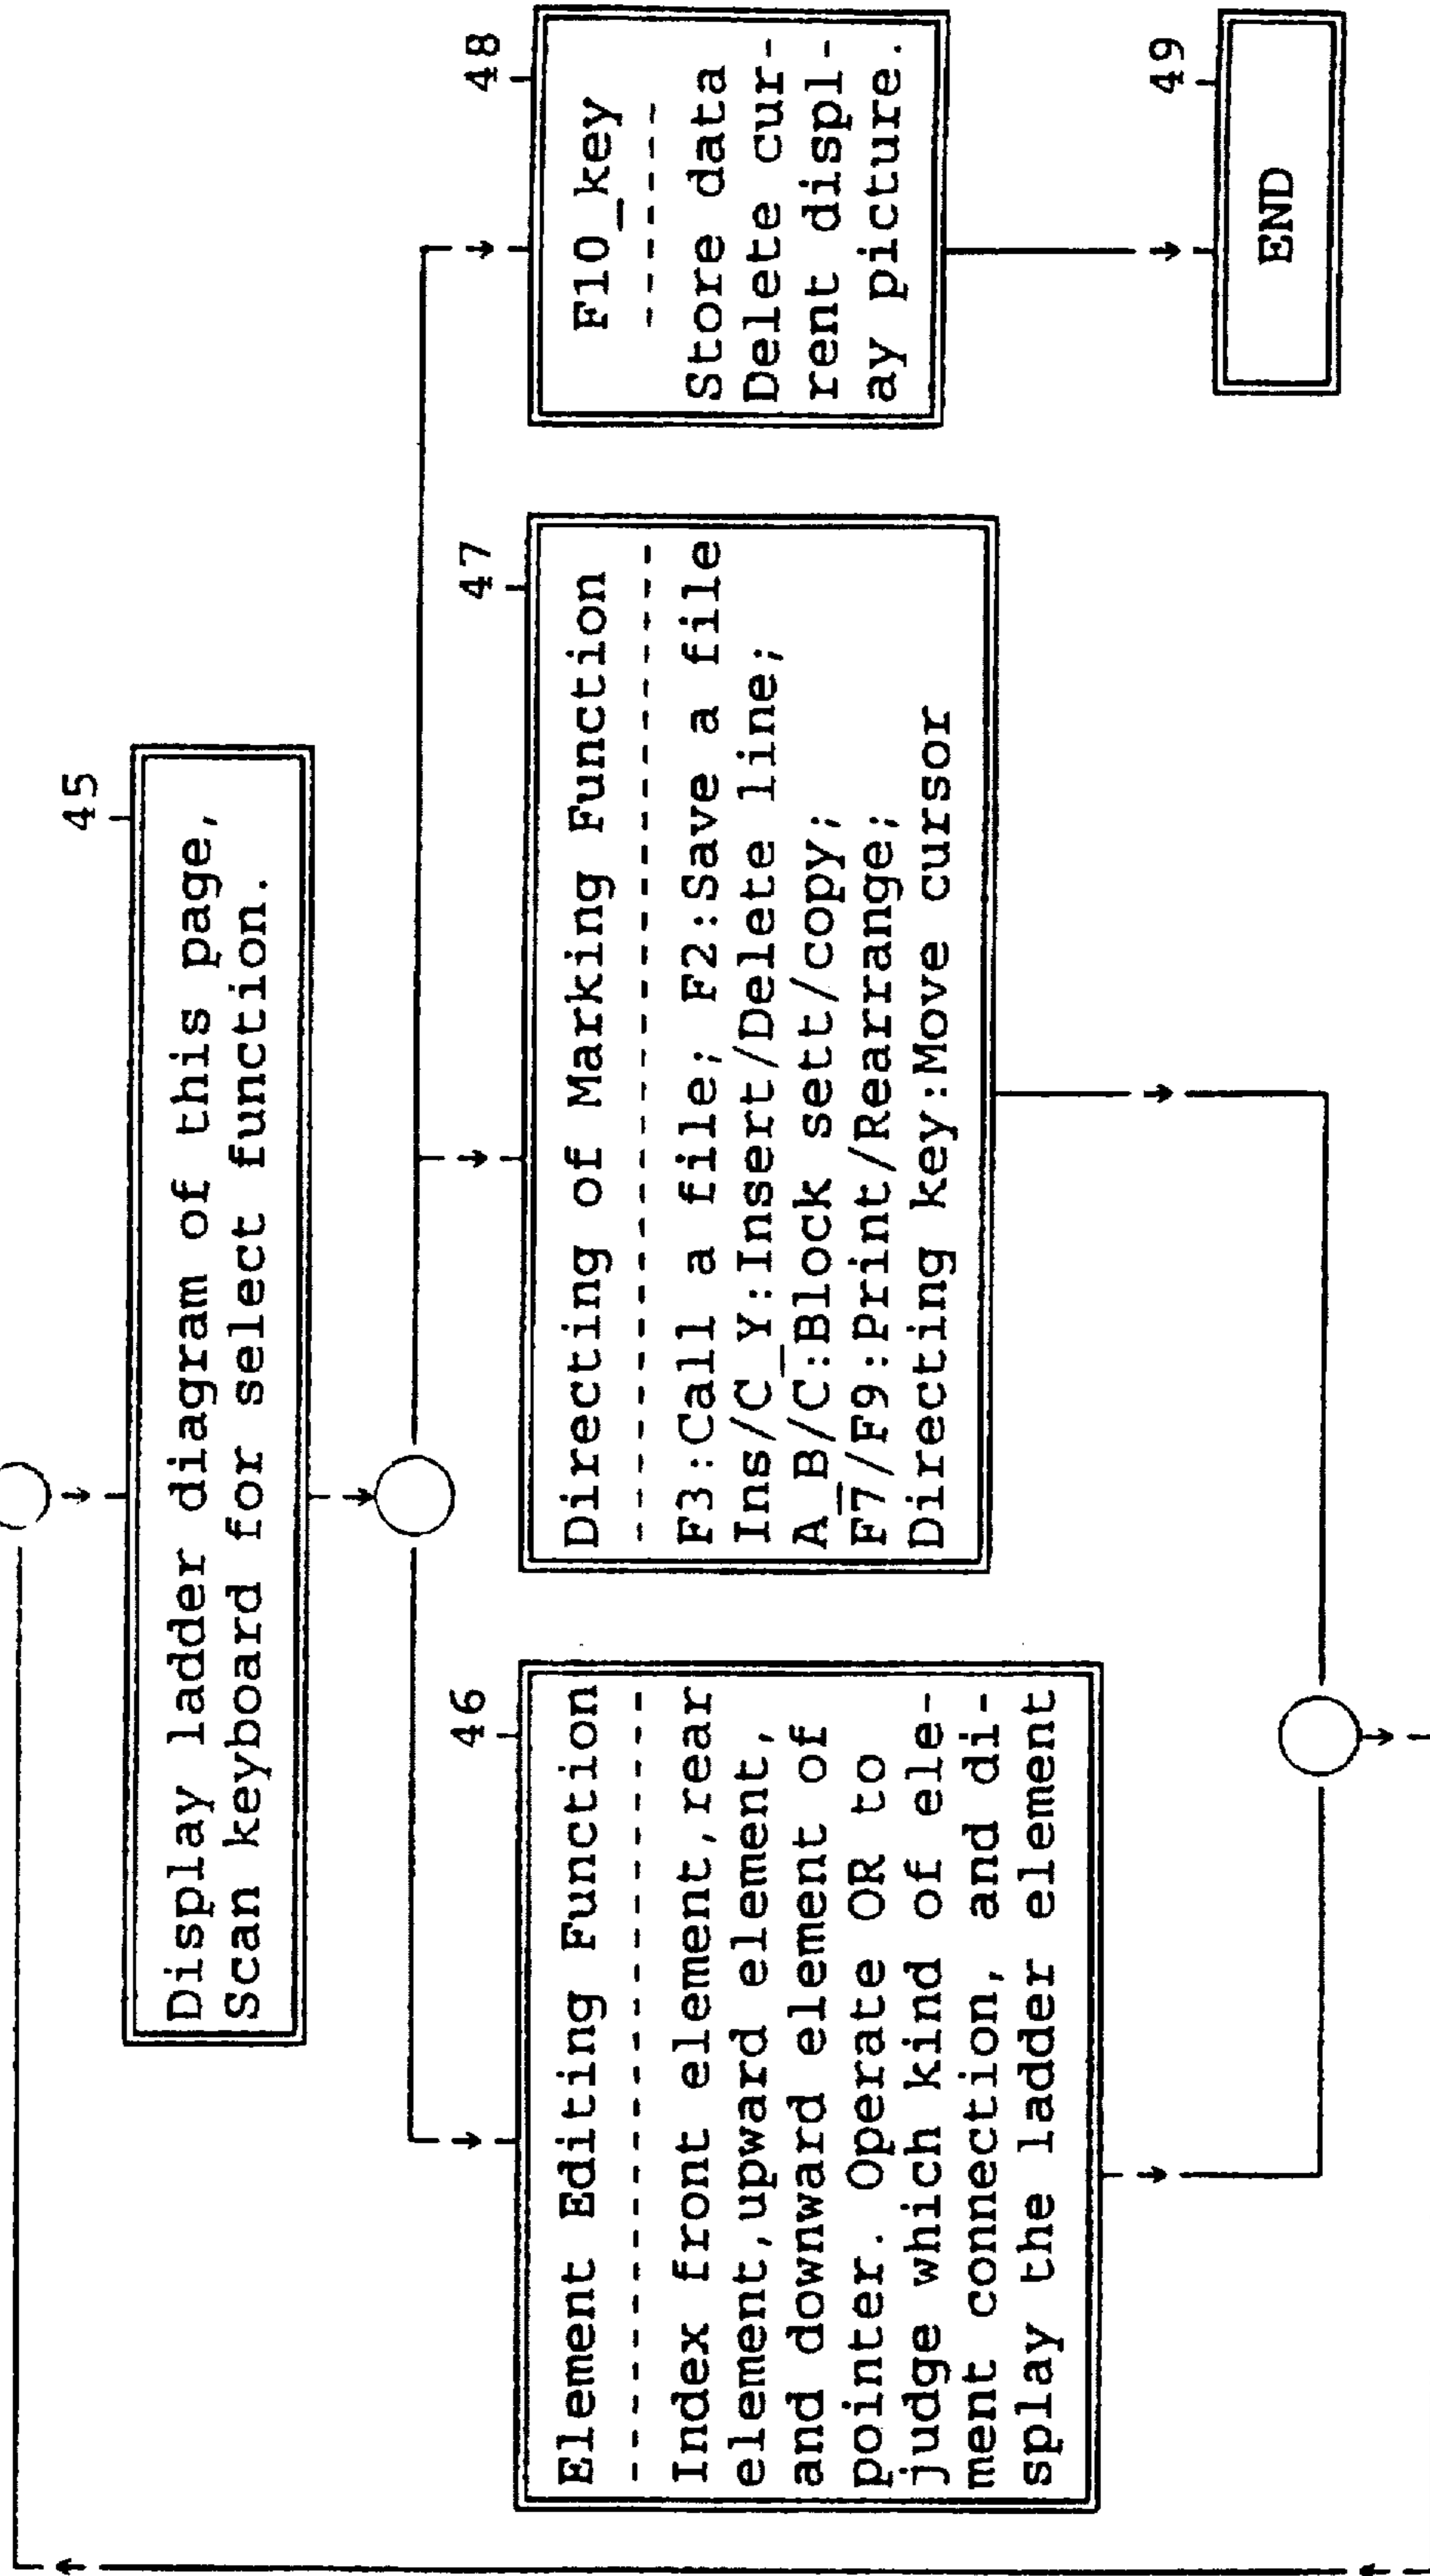 45
Display ladder diagram of this page,
Scan keyboard for select function.
46
Element Editing Function
Index front element,rear
element,upward element,
and downward element of
pointer. Operate OR to
judge which kind of ele-
ment connection, and di-
splay the ladder element
47
Directing of Marking Function
F3:Call a file; F2:Save a file
Ins/C_Y:Insert/Delete line;
A_B/C:Block sett/copy;
F7/F9:Print/Rearrange;
Directing key:Move cursor
48
F10_key
Store data
Delete cur-
rent displ-
ay picture.
49
END